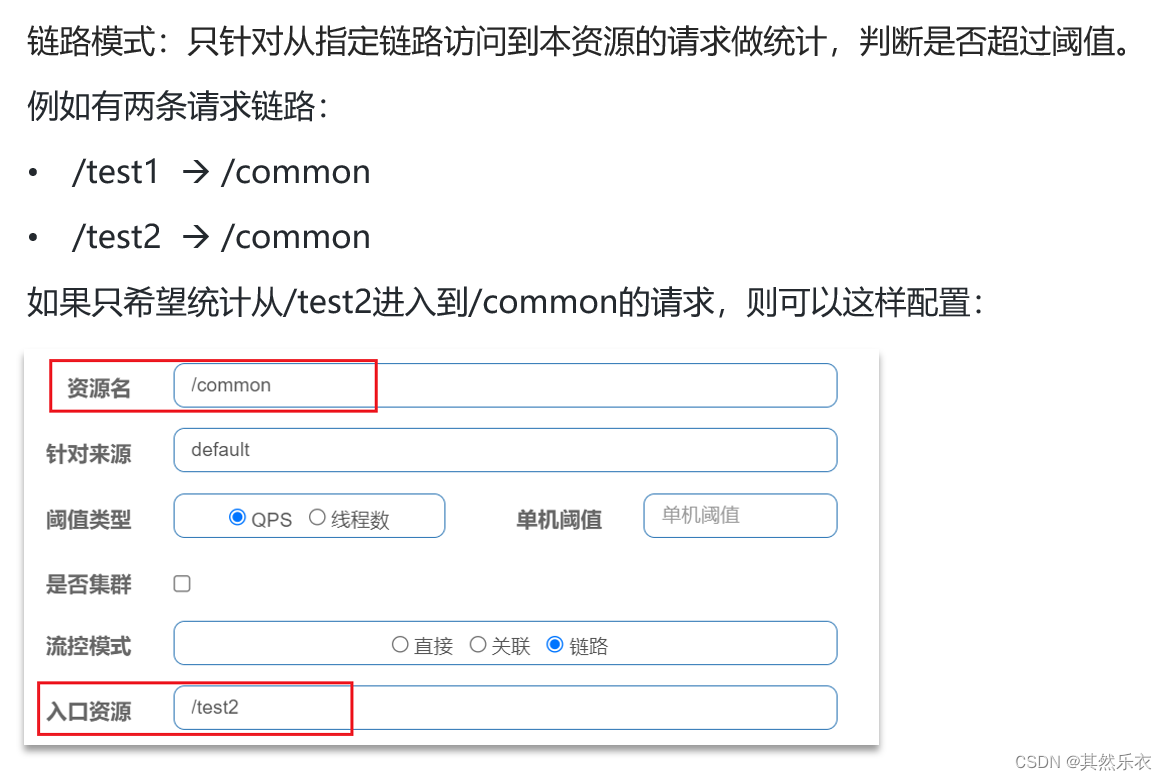 链路模式：只针对从指定链路访问到本资源的请求做统计，判断是否超过阈值。
例如有两条请求链路：
• /test1 → /common
• /test2 → /common
如果只希望统计从/test2进入到/common的请求，则可以这样配置：
资源名 /common
针对来源 default
阈值类型 QPS 线程数 单机阈值 单机阈值
是否集群
流控模式 直接 关联 链路
入口资源 /test2
CSDN @其然乐衣